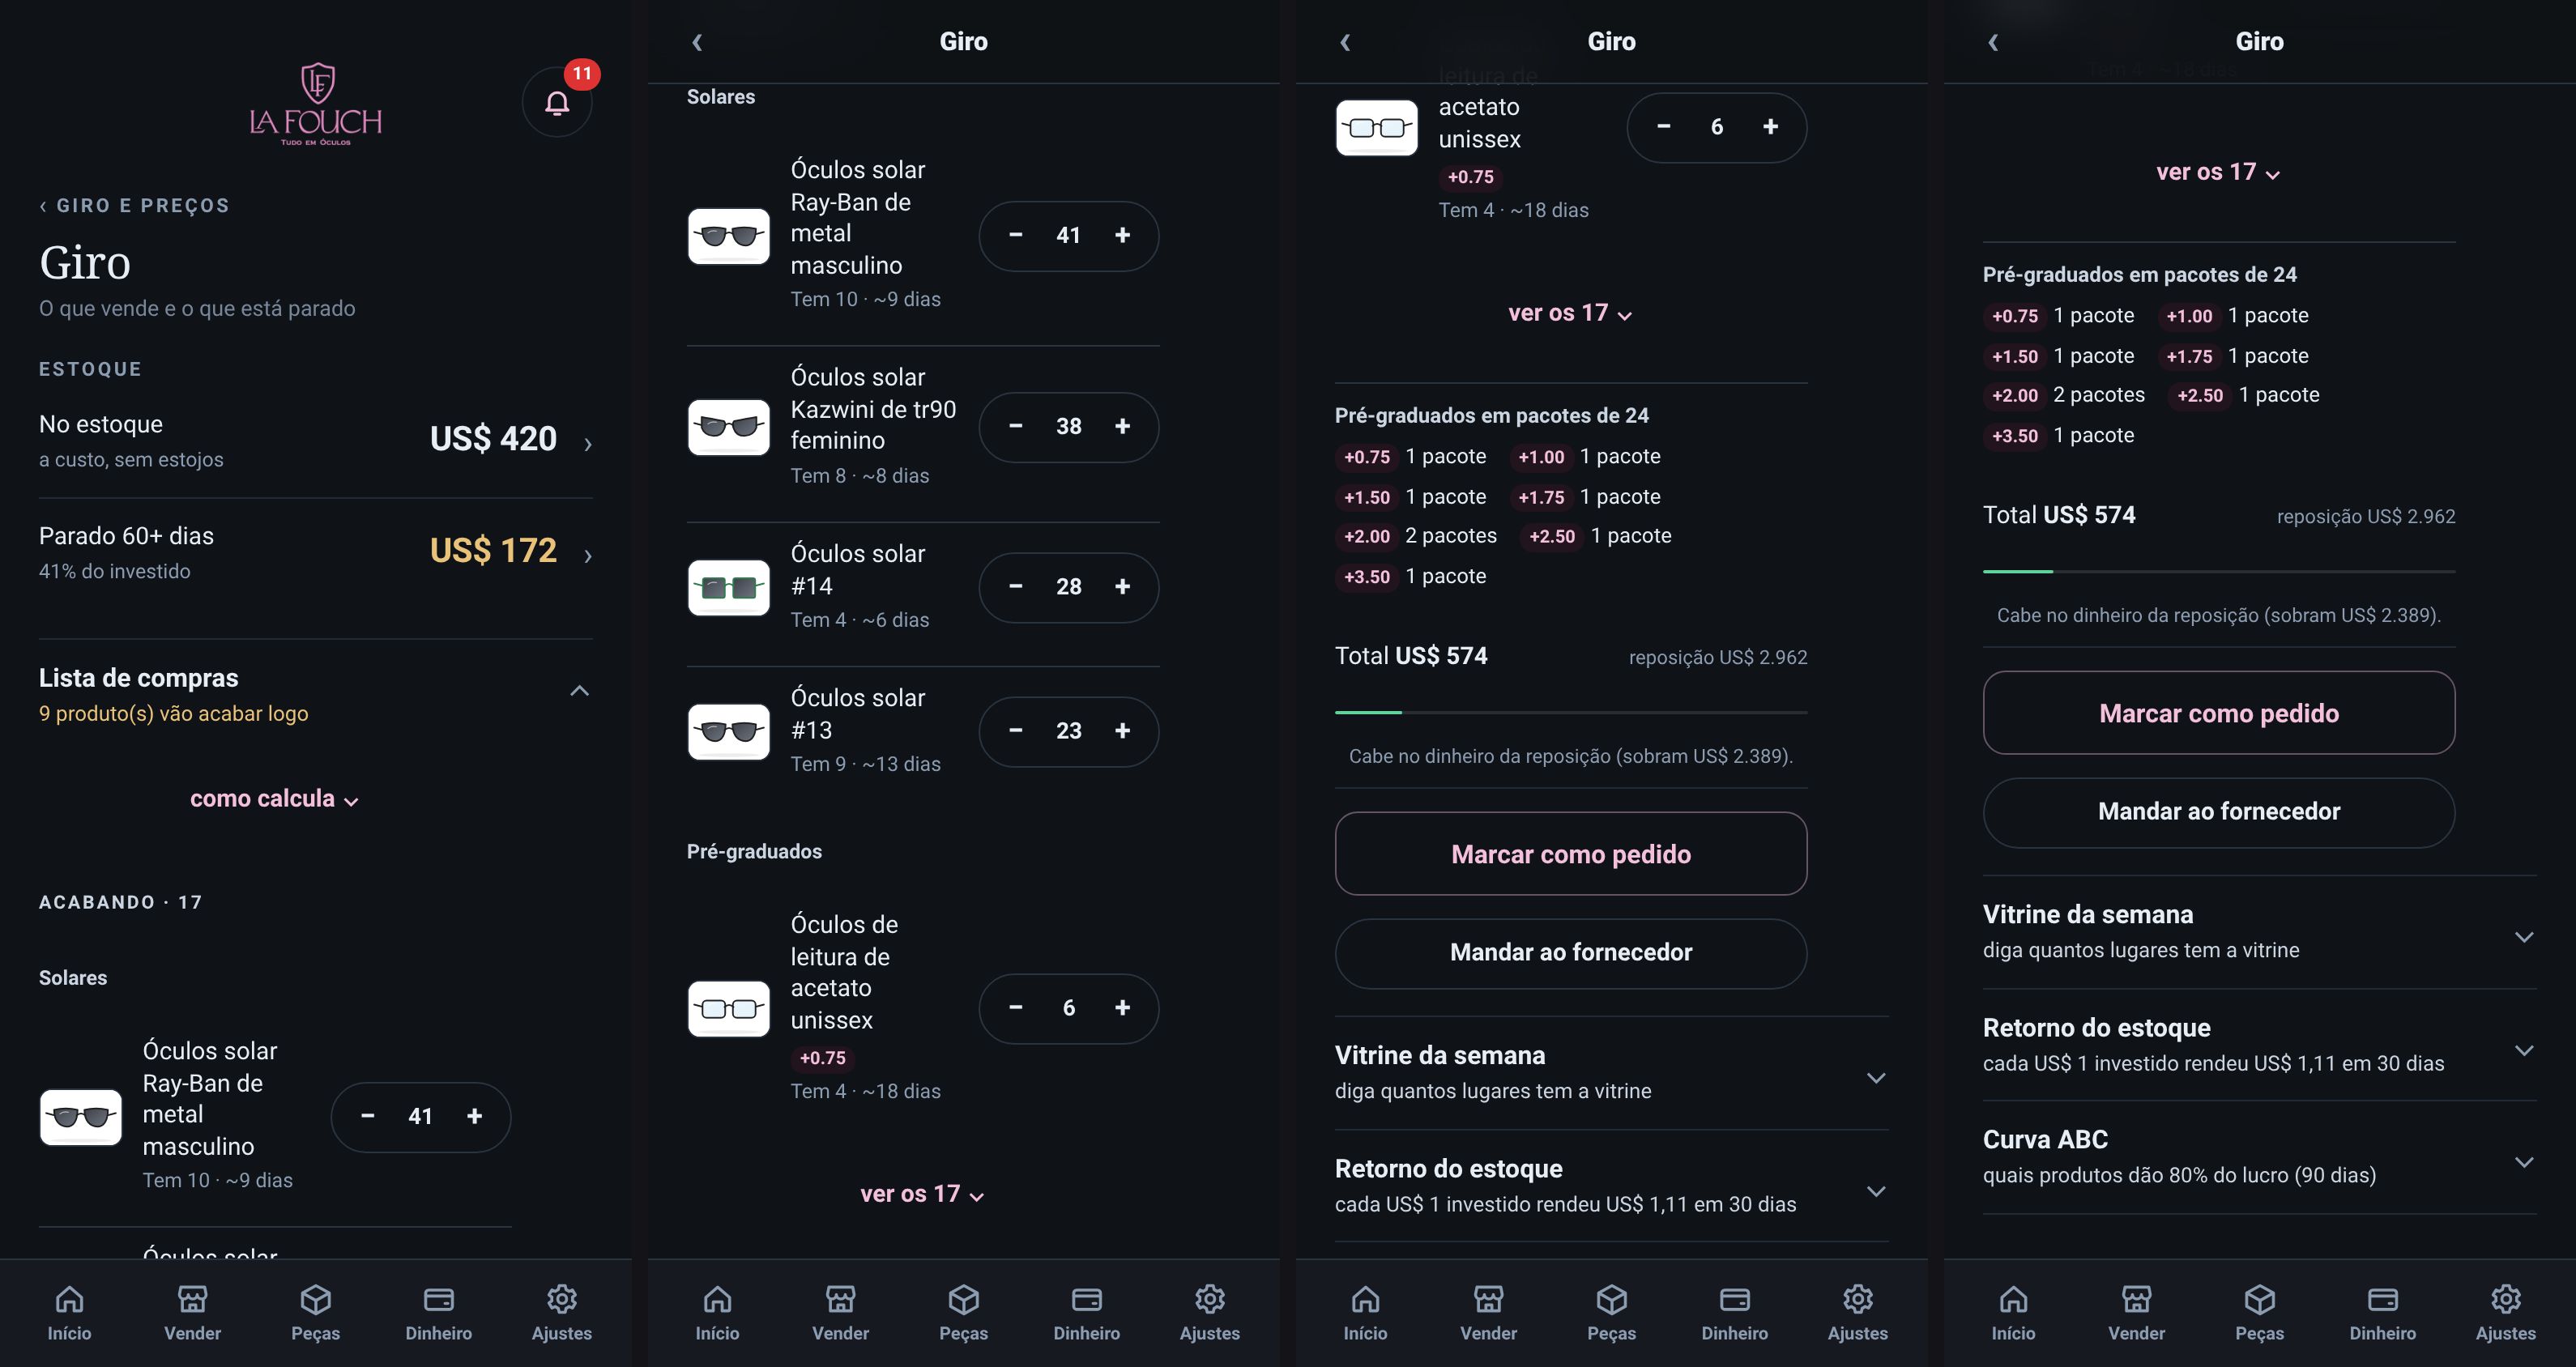 LF
LA FOUCH
TUDO EM ÓCULOS
11
‹ GIRO E PREÇOS
Giro
O que vende e o que está parado
ESTOQUE
No estoque
a custo, sem estojos
US$ 420
Parado 60+ dias
41% do investido
US$ 172
Lista de compras
9 produto(s) vão acabar logo
como calcula
ACABANDO · 17
Solares
Óculos solar
Ray-Ban de
metal
masculino
Tem 10 · ~9 dias
− 41 +
Óculos solar
Início Vender Peças Dinheiro Ajustes
Giro
Solares
Óculos solar
Ray-Ban de
metal
masculino
Tem 10 · ~9 dias
− 41 +
Óculos solar
Kazwini de tr90
feminino
Tem 8 · ~8 dias
− 38 +
Óculos solar
#14
Tem 4 · ~6 dias
− 28 +
Óculos solar
#13
Tem 9 · ~13 dias
− 23 +
Pré-graduados
Óculos de
leitura de
acetato
unissex
+0.75
Tem 4 · ~18 dias
− 6 +
ver os 17
Início Vender Peças Dinheiro Ajustes
Giro
leitura de
acetato
unissex
+0.75
Tem 4 · ~18 dias
− 6 +
ver os 17
Pré-graduados em pacotes de 24
+0.75 1 pacote +1.00 1 pacote
+1.50 1 pacote +1.75 1 pacote
+2.00 2 pacotes +2.50 1 pacote
+3.50 1 pacote
Total US$ 574 reposição US$ 2.962
Cabe no dinheiro da reposição (sobram US$ 2.389).
Marcar como pedido
Mandar ao fornecedor
Vitrine da semana
diga quantos lugares tem a vitrine
Retorno do estoque
cada US$ 1 investido rendeu US$ 1,11 em 30 dias
Início Vender Peças Dinheiro Ajustes
Giro
Tem 4 · ~18 dias
ver os 17
Pré-graduados em pacotes de 24
+0.75 1 pacote +1.00 1 pacote
+1.50 1 pacote +1.75 1 pacote
+2.00 2 pacotes +2.50 1 pacote
+3.50 1 pacote
Total US$ 574 reposição US$ 2.962
Cabe no dinheiro da reposição (sobram US$ 2.389).
Marcar como pedido
Mandar ao fornecedor
Vitrine da semana
diga quantos lugares tem a vitrine
Retorno do estoque
cada US$ 1 investido rendeu US$ 1,11 em 30 dias
Curva ABC
quais produtos dão 80% do lucro (90 dias)
Início Vender Peças Dinheiro Ajustes